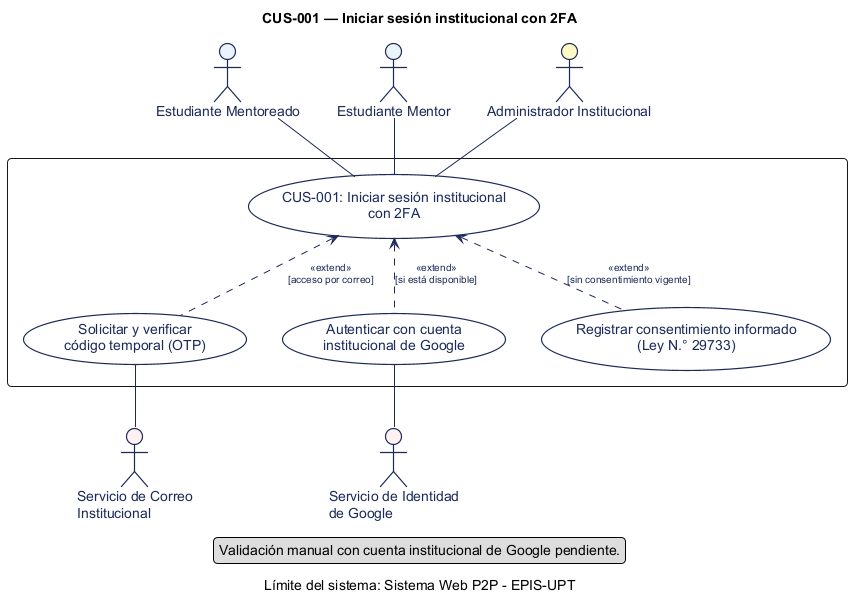 CUS-001 — Iniciar sesión institucional con 2FA
Estudiante Mentoreado
Estudiante Mentor
Administrador Institucional
CUS-001: Iniciar sesión institucional
con 2FA
«extend»
[acceso por correo]
«extend»
[si está disponible]
«extend»
[sin consentimiento vigente]
Solicitar y verificar
código temporal (OTP)
Autenticar con cuenta
institucional de Google
Registrar consentimiento informado
(Ley N.° 29733)
Servicio de Correo
Institucional
Servicio de Identidad
de Google
Validación manual con cuenta institucional de Google pendiente.
Límite del sistema: Sistema Web P2P - EPIS-UPT